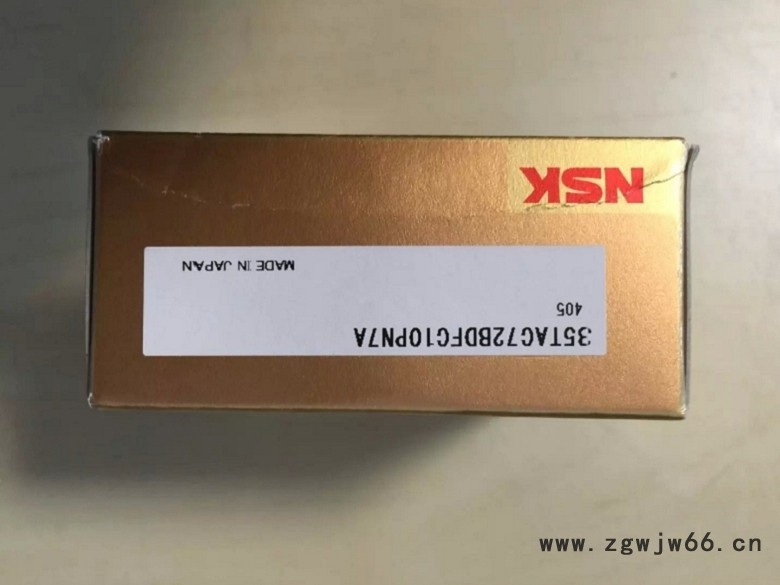 35TAC72BDFC10PN7A
405
MADE IN JAPAN
NSK
www.zgwjw66.cn